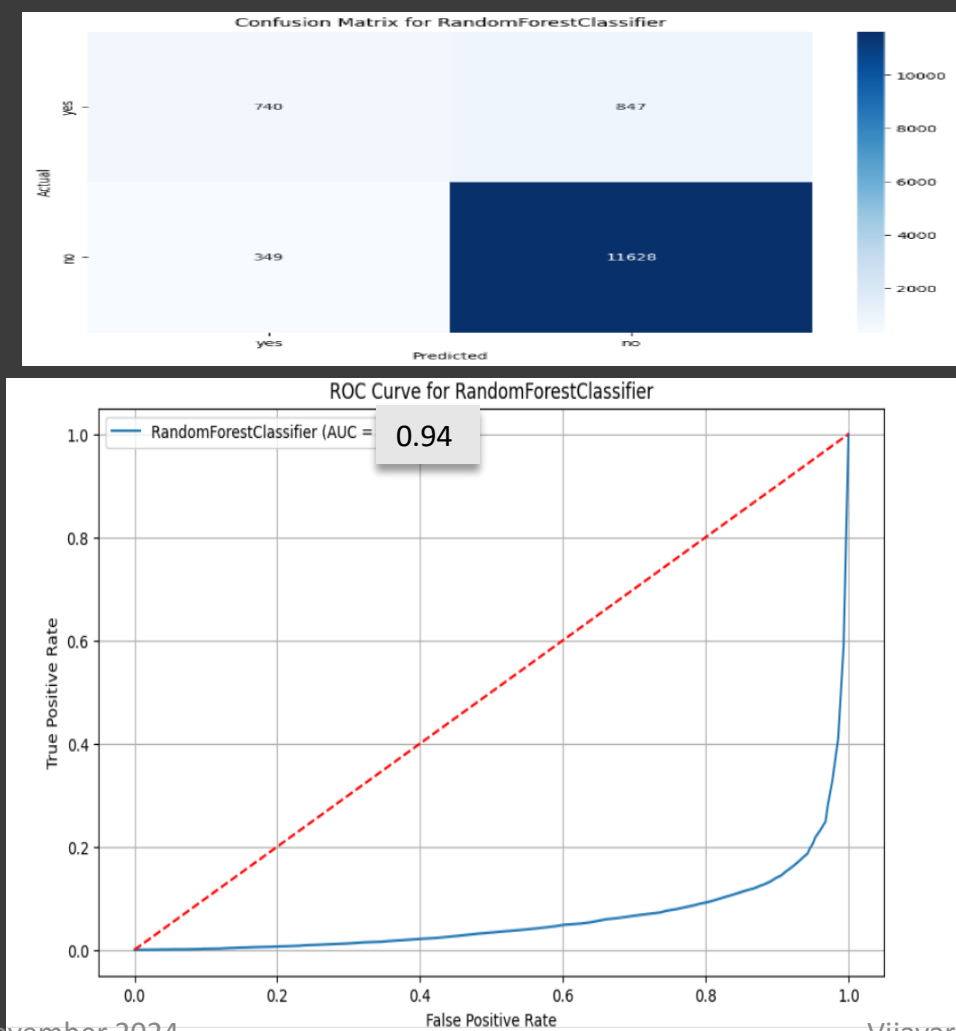 Confusion Matrix for RandomForestClassifier
yes
740
847
Actual
no
349
11628
yes
no
Predicted
10000
8000
6000
4000
2000
ROC Curve for RandomForestClassifier
RandomForestClassifier (AUC = 0.94
1.0
0.8
0.6
0.4
0.2
0.0
True Positive Rate
0.0 0.2 0.4 0.6 0.8 1.0
False Positive Rate
2024